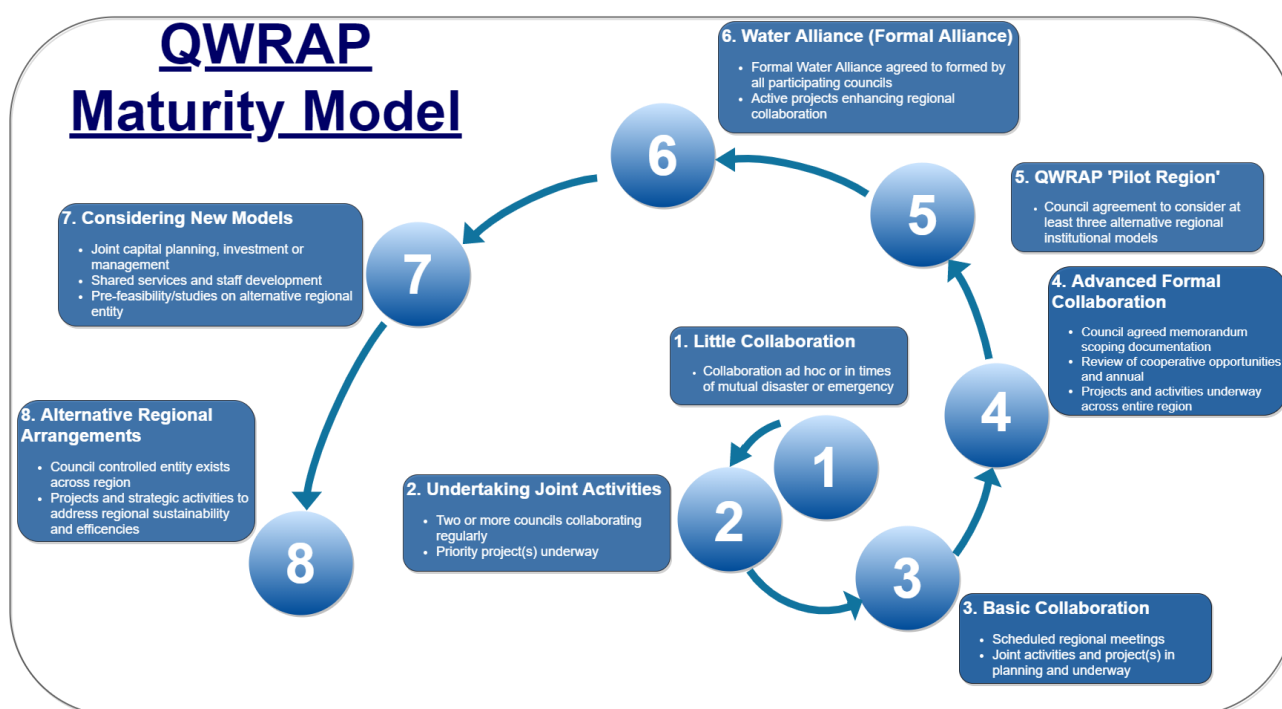 QWRAP
Maturity Model
1. Little Collaboration
• Collaboration ad hoc or in times
of mutual disaster or emergency
2. Undertaking Joint Activities
• Two or more councils collaborating
regularly
• Priority project(s) underway
3. Basic Collaboration
• Scheduled regional meetings
• Joint activities and project(s) in
planning and underway
4. Advanced Formal
Collaboration
• Council agreed memorandum
scoping documentation
• Review of cooperative opportunities
and annual
• Projects and activities underway
across entire region
5. QWRAP 'Pilot Region'
• Council agreement to consider at
least three alternative regional
institutional models
6. Water Alliance (Formal Alliance)
• Formal Water Alliance agreed to formed by
all participating councils
• Active projects enhancing regional
collaboration
7. Considering New Models
• Joint capital planning, investment or
management
• Shared services and staff development
• Pre-feasibility/studies on alternative regional
entity
8. Alternative Regional
Arrangements
• Council controlled entity exists
across region
• Projects and strategic activities to
address regional sustainability
and efficencies
1
2
3
4
5
6
7
8